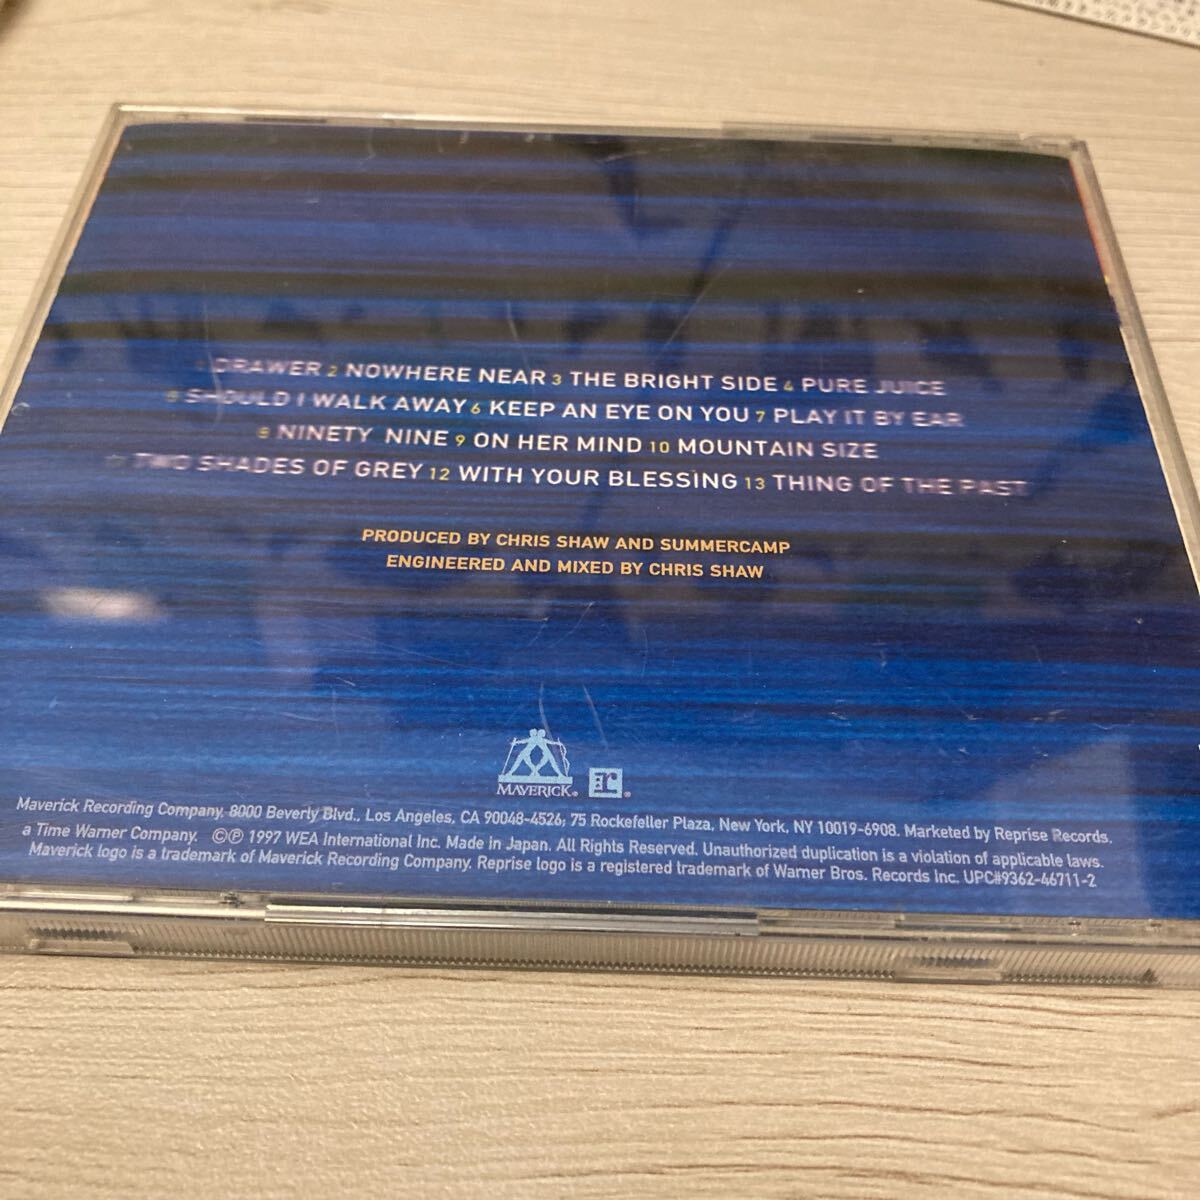 1 DRAWER 2 NOWHERE NEAR 3 THE BRIGHT SIDE 4 PURE JUICE
5 SHOULD I WALK AWAY 6 KEEP AN EYE ON YOU 7 PLAY IT BY EAR
8 NINETY NINE 9 ON HER MIND 10 MOUNTAIN SIZE
TWO SHADES OF GREY 12 WITH YOUR BLESSING 13 THING OF THE PAST
PRODUCED BY CHRIS SHAW AND SUMMERCAMP
ENGINEERED AND MIXED BY CHRIS SHAW
MAVERICK® r®
Maverick Recording Company, 8000 Beverly Blvd., Los Angeles, CA 90048-4526; 75 Rockefeller Plaza, New York, NY 10019-6908. Marketed by Reprise Records,
a Time Warner Company. ©℗ 1997 WEA International Inc. Made in Japan. All Rights Reserved. Unauthorized duplication is a violation of applicable laws.
Maverick logo is a trademark of Maverick Recording Company. Reprise logo is a registered trademark of Warner Bros. Records Inc. UPC#9362-46711-2